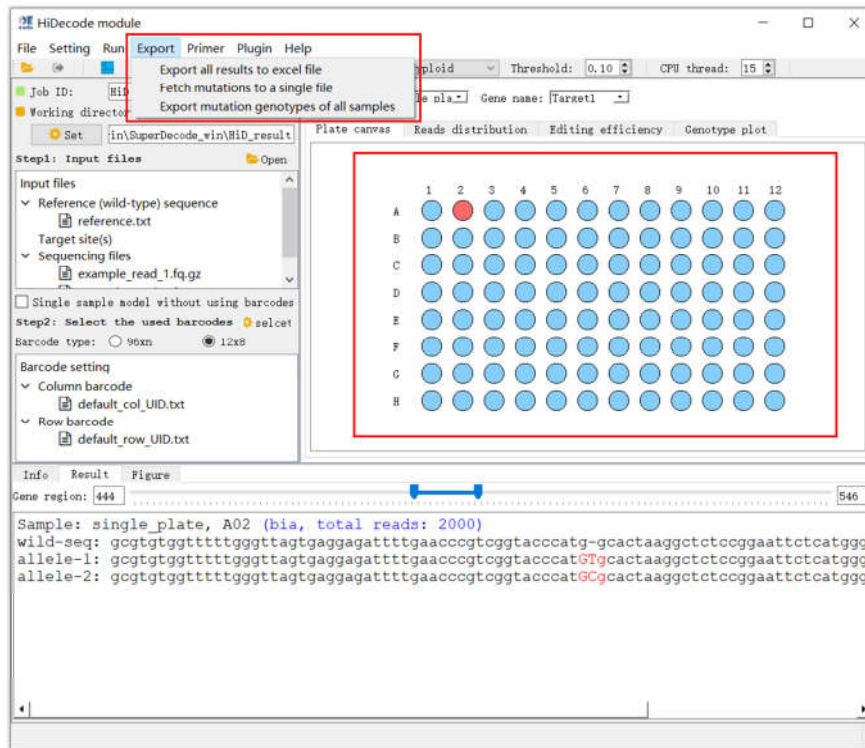 HiDecode module
File Setting Run Export Primer Plugin Help
Export all results to excel file
Fetch mutations to a single file
Export mutation genotypes of all samples
Threshold: 0.10 CPU thread: 15
Job ID:
Gene name: Target1
Working director
Set in\SuperDecode_win\HiD_result
Plate canvas Reads distribution Editing efficiency Genotype plot
Step1: Input files Open
Input files
Reference (wild-type) sequence
reference.txt
Target site(s)
Sequencing files
example_read_1.fq.gz
Single sample model without using barcodes
Step2: Select the used barcodes selcet
Barcode type: 96xn 12x8
Barcode setting
Column barcode
default_col_UID.txt
Row barcode
default_row_UID.txt
1 2 3 4 5 6 7 8 9 10 11 12
A
B
C
D
E
F
G
H
Info Result Figure
Gene region: 444 546
Sample: single_plate, A02 (bia, total reads: 2000)
wild-seq: gcgtgtggtttttgggttagtgaggagattttgaacccgtcggtacccatg-gcactaaggctctccggaattctcatggg
allele-1: gcgtgtggtttttgggttagtgaggagattttgaacccgtcggtacccatGTgcactaaggctctccggaattctcatggg
allele-2: gcgtgtggtttttgggttagtgaggagattttgaacccgtcggtacccatGCgcactaaggctctccggaattctcatggg